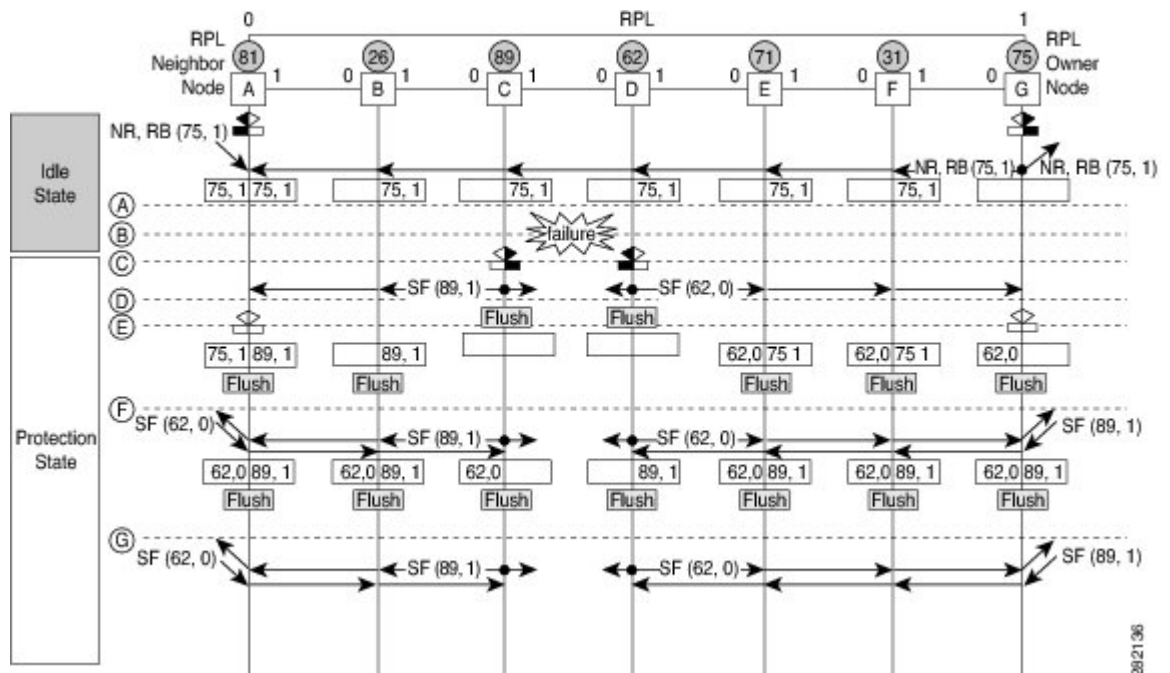 0 RPL 1
RPL Neighbor Node
81 26 89 62 71 31 75
RPL Owner Node
A 1 0 B 1 0 C 1 0 D 1 0 E 1 0 F 1 0 G
Idle State
NR, RB (75, 1)
NR, RB (75, 1) NR, RB (75, 1)
75, 1 75, 1 75, 1 75, 1 75, 1 75, 1 75, 1
A
B
failure
C
SF (89, 1) SF (62, 0)
D
Flush Flush
E
75, 1 89, 1 89, 1 62,0 75 1 62,0 75 1 62,0
Flush Flush Flush Flush Flush
F
Protection State
SF (62, 0) SF (89, 1) SF (62, 0) SF (89, 1)
62,0 89, 1 62,0 89, 1 62,0 89, 1 62,0 89, 1 62,0 89, 1 62,0 89, 1
Flush Flush Flush Flush Flush Flush Flush
G
SF (62, 0) SF (89, 1) SF (62, 0) SF (89, 1)
282136